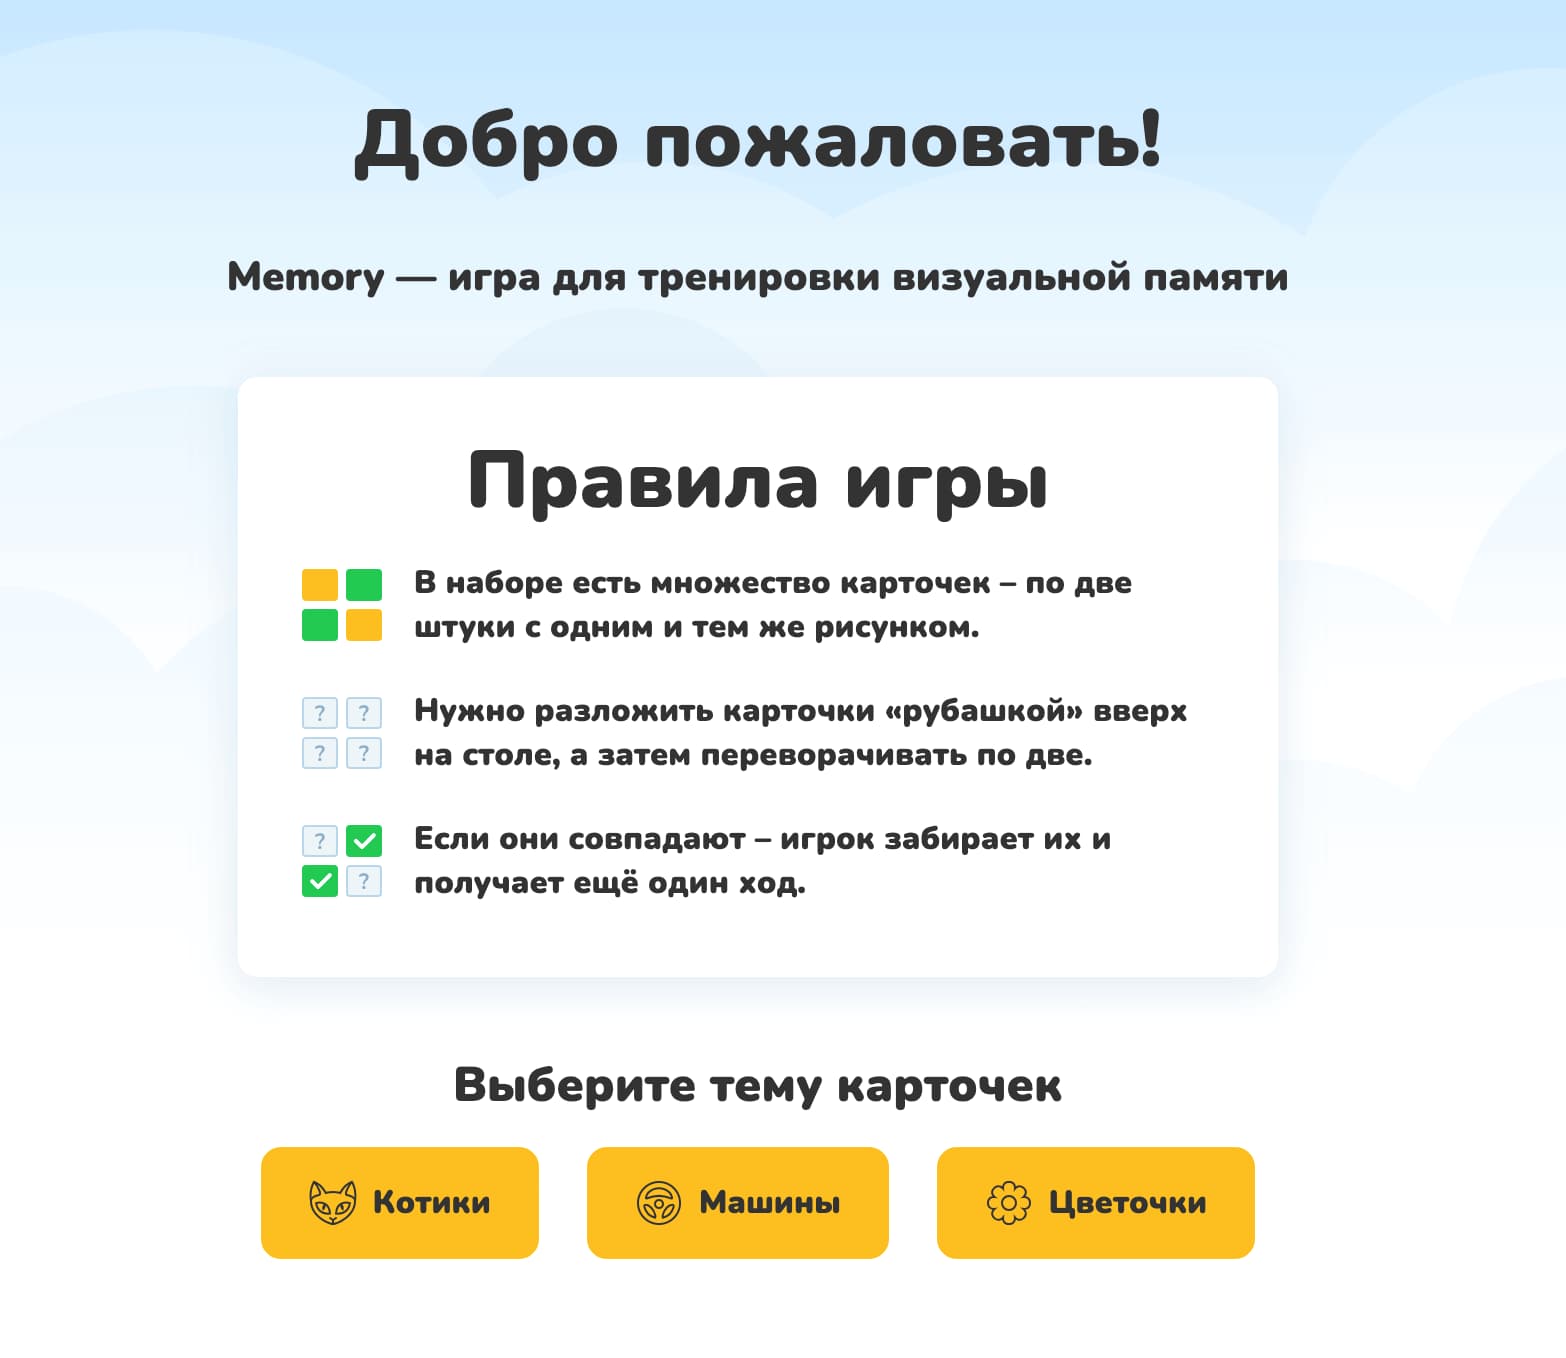 Добро пожаловать!
Memory — игра для тренировки визуальной памяти
Правила игры
В наборе есть множество карточек – по две
штуки с одним и тем же рисунком.
? ?
? ?
Нужно разложить карточки «рубашкой» вверх
на столе, а затем переворачивать по две.
?
?
Если они совпадают – игрок забирает их и
получает ещё один ход.
Выберите тему карточек
Котики
Машины
Цветочки